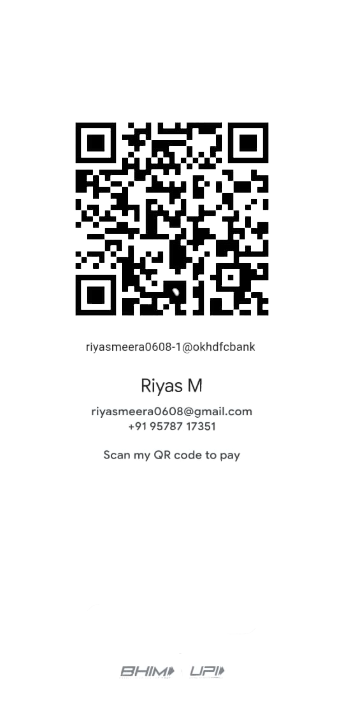 riyasmeera0608-1@okhdfcbank
Riyas M
riyasmeera0608@gmail.com
+91 95787 17351
Scan my QR code to pay
BHIM UPI